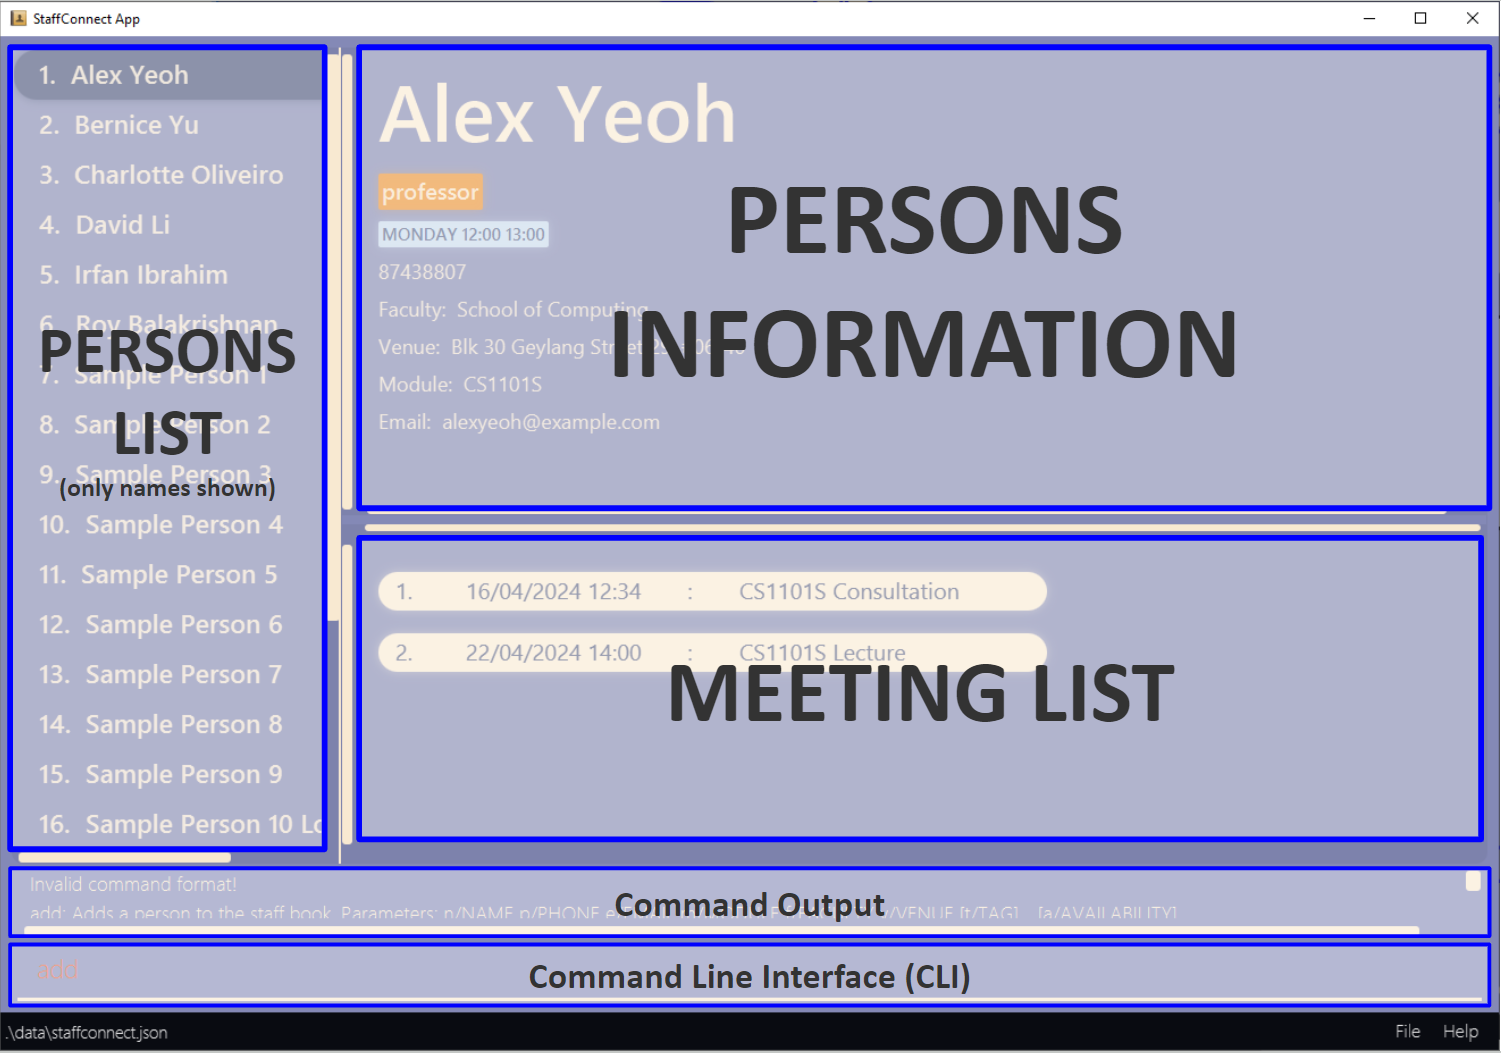 StaffConnect App
1. Alex Yeoh
2. Bernice Yu
3. Charlotte Oliveiro
4. David Li
5. Irfan Ibrahim
6. Roy Balakrishnan
7. Sample Person 1
8. Sample Person 2
9. Sample Person 3
10. Sample Person 4
11. Sample Person 5
12. Sample Person 6
13. Sample Person 7
14. Sample Person 8
15. Sample Person 9
16. Sample Person 10
PERSONS
LIST
(only names shown)
Alex Yeoh
professor
MONDAY 12:00 13:00
87438807
Faculty: School of Computing
Venue: Blk 30 Geylang Street
Module: CS1101S
Email: alexyeoh@example.com
PERSONS
INFORMATION
1. 16/04/2024 12:34 : CS1101S Consultation
2. 22/04/2024 14:00 : CS1101S Lecture
MEETING LIST
Invalid command format!
add: Adds a person to the staff book. Parameters: n/NAME p/PHONE v/VENUE [t/TAG]... [a/AVAILABILITY]...
Command Output
add
Command Line Interface (CLI)
.\data\staffconnect.json
File Help